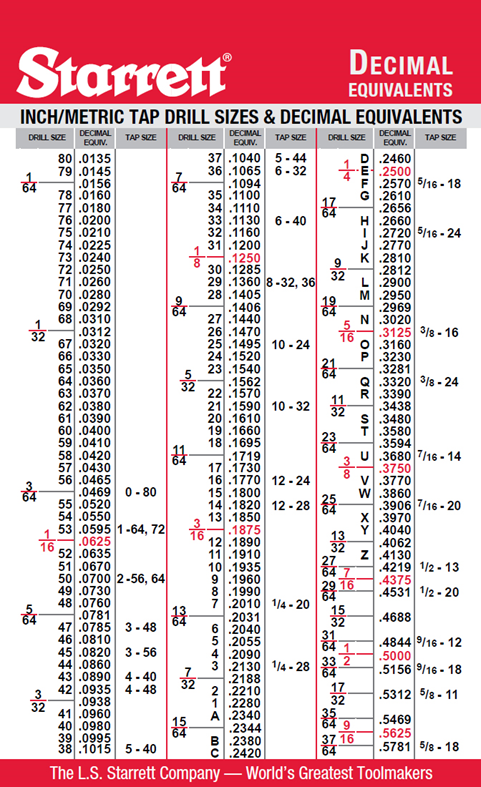 Starrett®
DECIMAL
EQUIVALENTS
INCH/METRIC TAP DRILL SIZES & DECIMAL EQUIVALENTS
DRILL SIZE DECIMAL EQUIV. TAP SIZE
80 .0135
79 .0145
1/64 .0156
78 .0160
77 .0180
76 .0200
75 .0210
74 .0225
73 .0240
72 .0250
71 .0260
70 .0280
69 .0292
68 .0310
1/32 .0312
67 .0320
66 .0330
65 .0350
64 .0360
63 .0370
62 .0380
61 .0390
60 .0400
59 .0410
58 .0420
57 .0430
56 .0465
3/64 .0469 0 - 80
55 .0520
54 .0550
53 .0595 1 -64, 72
1/16 .0625
52 .0635
51 .0670
50 .0700 2 -56, 64
49 .0730
48 .0760
5/64 .0781
47 .0785 3 - 48
46 .0810
45 .0820 3 - 56
44 .0860
43 .0890 4 - 40
42 .0935 4 - 48
3/32 .0938
41 .0960
40 .0980
39 .0995
38 .1015 5 - 40
DRILL SIZE DECIMAL EQUIV. TAP SIZE
37 .1040 5 - 44
36 .1065 6 - 32
7/64 .1094
35 .1100
34 .1110
33 .1130 6 - 40
32 .1160
31 .1200
1/8 .1250
30 .1285
29 .1360 8 -32, 36
28 .1405
9/64 .1406
27 .1440
26 .1470
25 .1495 10 - 24
24 .1520
23 .1540
5/32 .1562
22 .1570
21 .1590 10 - 32
20 .1610
19 .1660
18 .1695
11/64 .1719
17 .1730
16 .1770 12 - 24
15 .1800
14 .1820 12 - 28
13 .1850
3/16 .1875
12 .1890
11 .1910
10 .1935
9 .1960
8 .1990
7 .2010 1/4 - 20
13/64 .2031
6 .2040
5 .2055
4 .2090
3 .2130 1/4 - 28
7/32 .2188
2 .2210
1 .2280
A .2340
15/64 .2344
B .2380
C .2420
DRILL SIZE DECIMAL EQUIV. TAP SIZE
D .2460
1/4 E .2500
F .2570 5/16 - 18
G .2610
17/64 .2656
H .2660
I .2720 5/16 - 24
J .2770
K .2810
9/32 .2812
L .2900
M .2950
19/64 .2969
N .3020
5/16 .3125 3/8 - 16
O .3160
P .3230
21/64 .3281
Q .3320 3/8 - 24
R .3390
11/32 .3438
S .3480
T .3580
23/64 .3594
U .3680 7/16 - 14
3/8 .3750
V .3770
W .3860
25/64 .3906 7/16 - 20
X .3970
Y .4040
13/32 .4062
Z .4130
27/64 .4219 1/2 - 13
7/16 .4375
29/64 .4531 1/2 - 20
15/32 .4688
31/64 .4844 9/16 - 12
1/2 .5000
33/64 .5156 9/16 - 18
17/32 .5312 5/8 - 11
35/64 .5469
9/16 .5625
37/64 .5781 5/8 - 18
The L.S. Starrett Company — World's Greatest Toolmakers